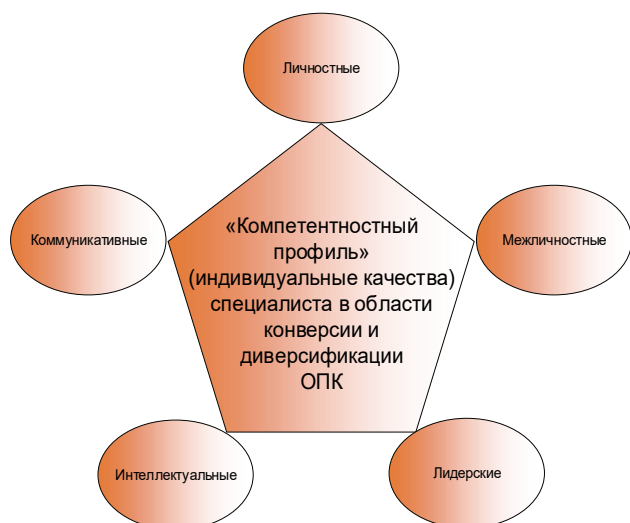 Личностные
Коммуникативные
«Компетентностный
профиль»
(индивидуальные качества)
специалиста в области
конверсии и
диверсификации
ОПК
Межличностные
Интеллектуальные
Лидерские